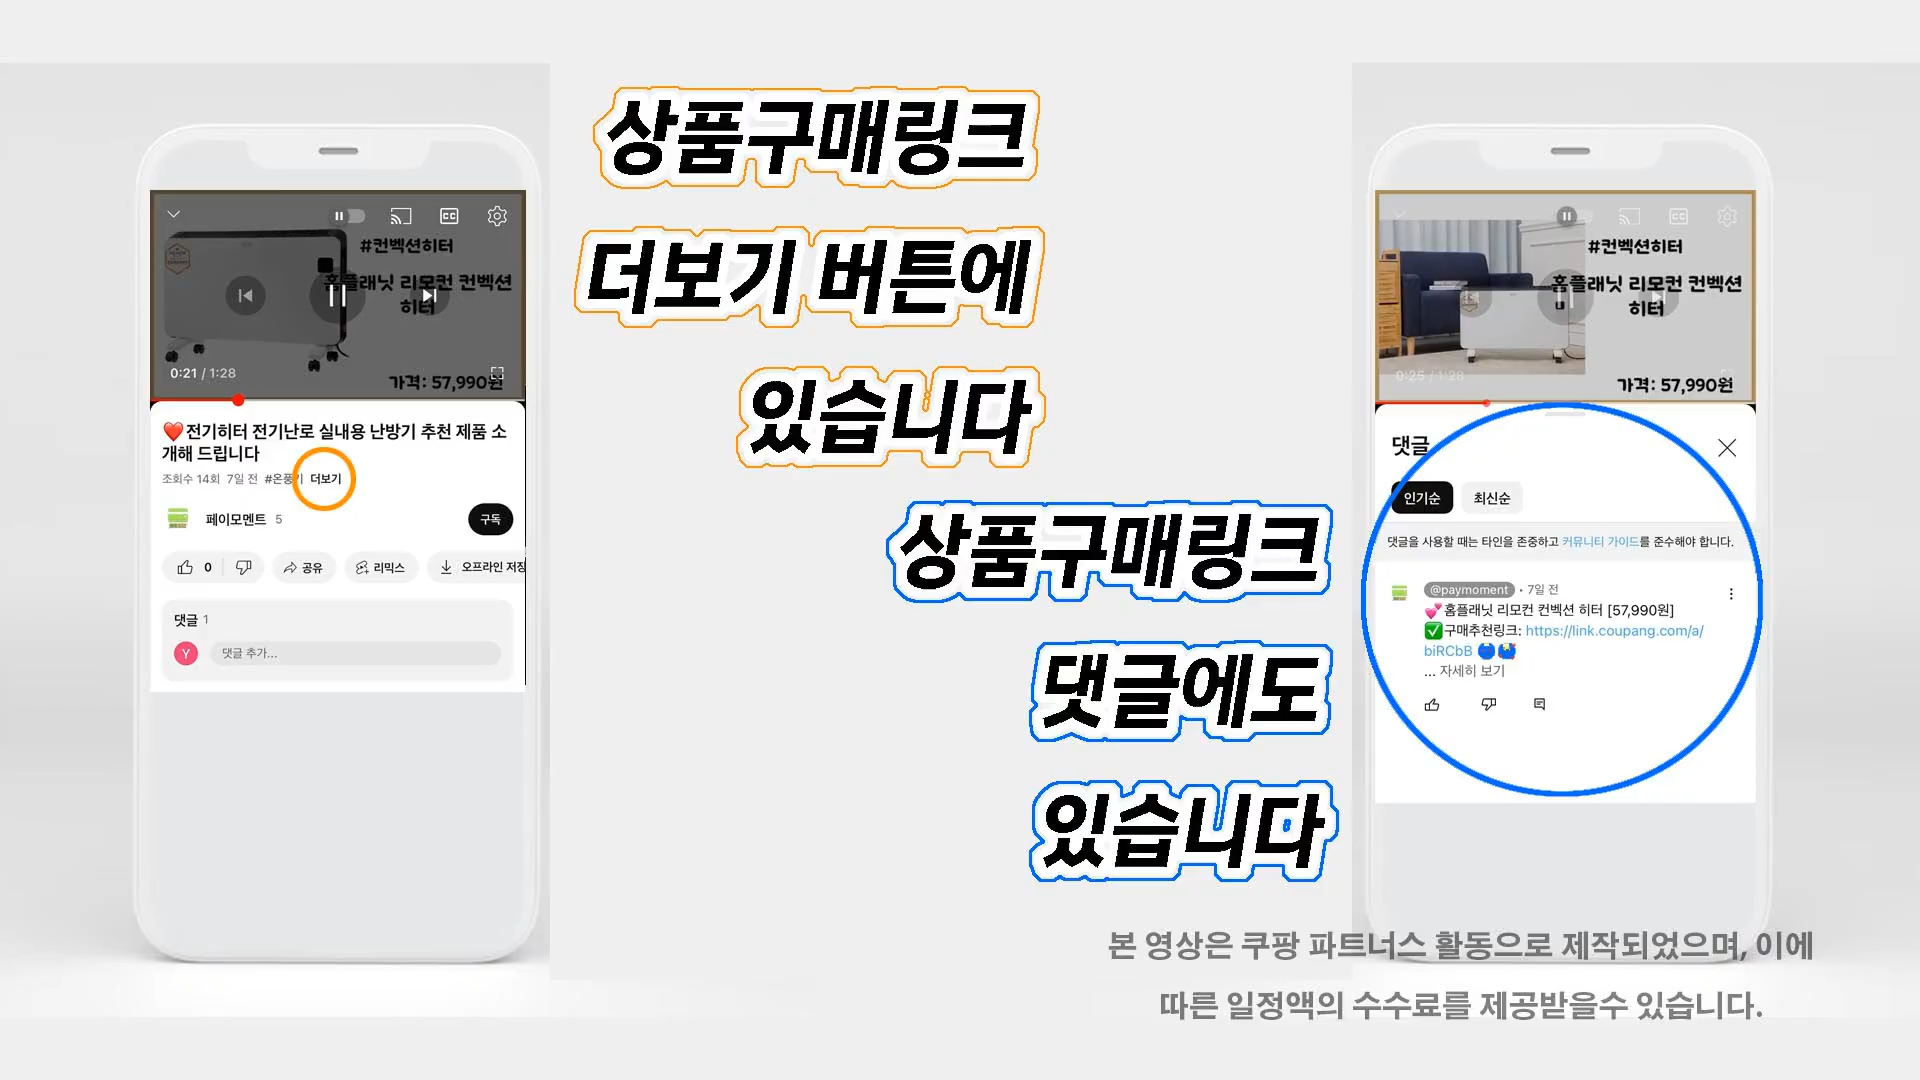 상품구매링크
더보기 버튼에
있습니다
상품구매링크
댓글에도
있습니다
#컨벡션히터
홈플래닛 리모컨 컨벡션
히터
0:21 / 1:28
가격: 57,990원
❤️전기히터 전기난로 실내용 난방기 추천 제품 소
개해 드립니다
조회수 14회 7일 전 #온풍기 더보기
페이모멘트 5
구독
0
공유
리믹스
오프라인 저장
댓글 1
Y
댓글 추가...
#컨벡션히터
홈플래닛 리모컨 컨벡션
히터
0:25 / 1:28
가격: 57,990원
댓글
인기순
최신순
댓글을 사용할 때는 타인을 존중하고 커뮤니티 가이드를 준수해야 합니다.
@paymoment • 7일 전
💕홈플래닛 리모컨 컨벡션 히터 [57,990원]
✅구매추천링크: https://link.coupang.com/a/
biRCbB
... 자세히 보기
본 영상은 쿠팡 파트너스 활동으로 제작되었으며, 이에
따른 일정액의 수수료를 제공받을수 있습니다.